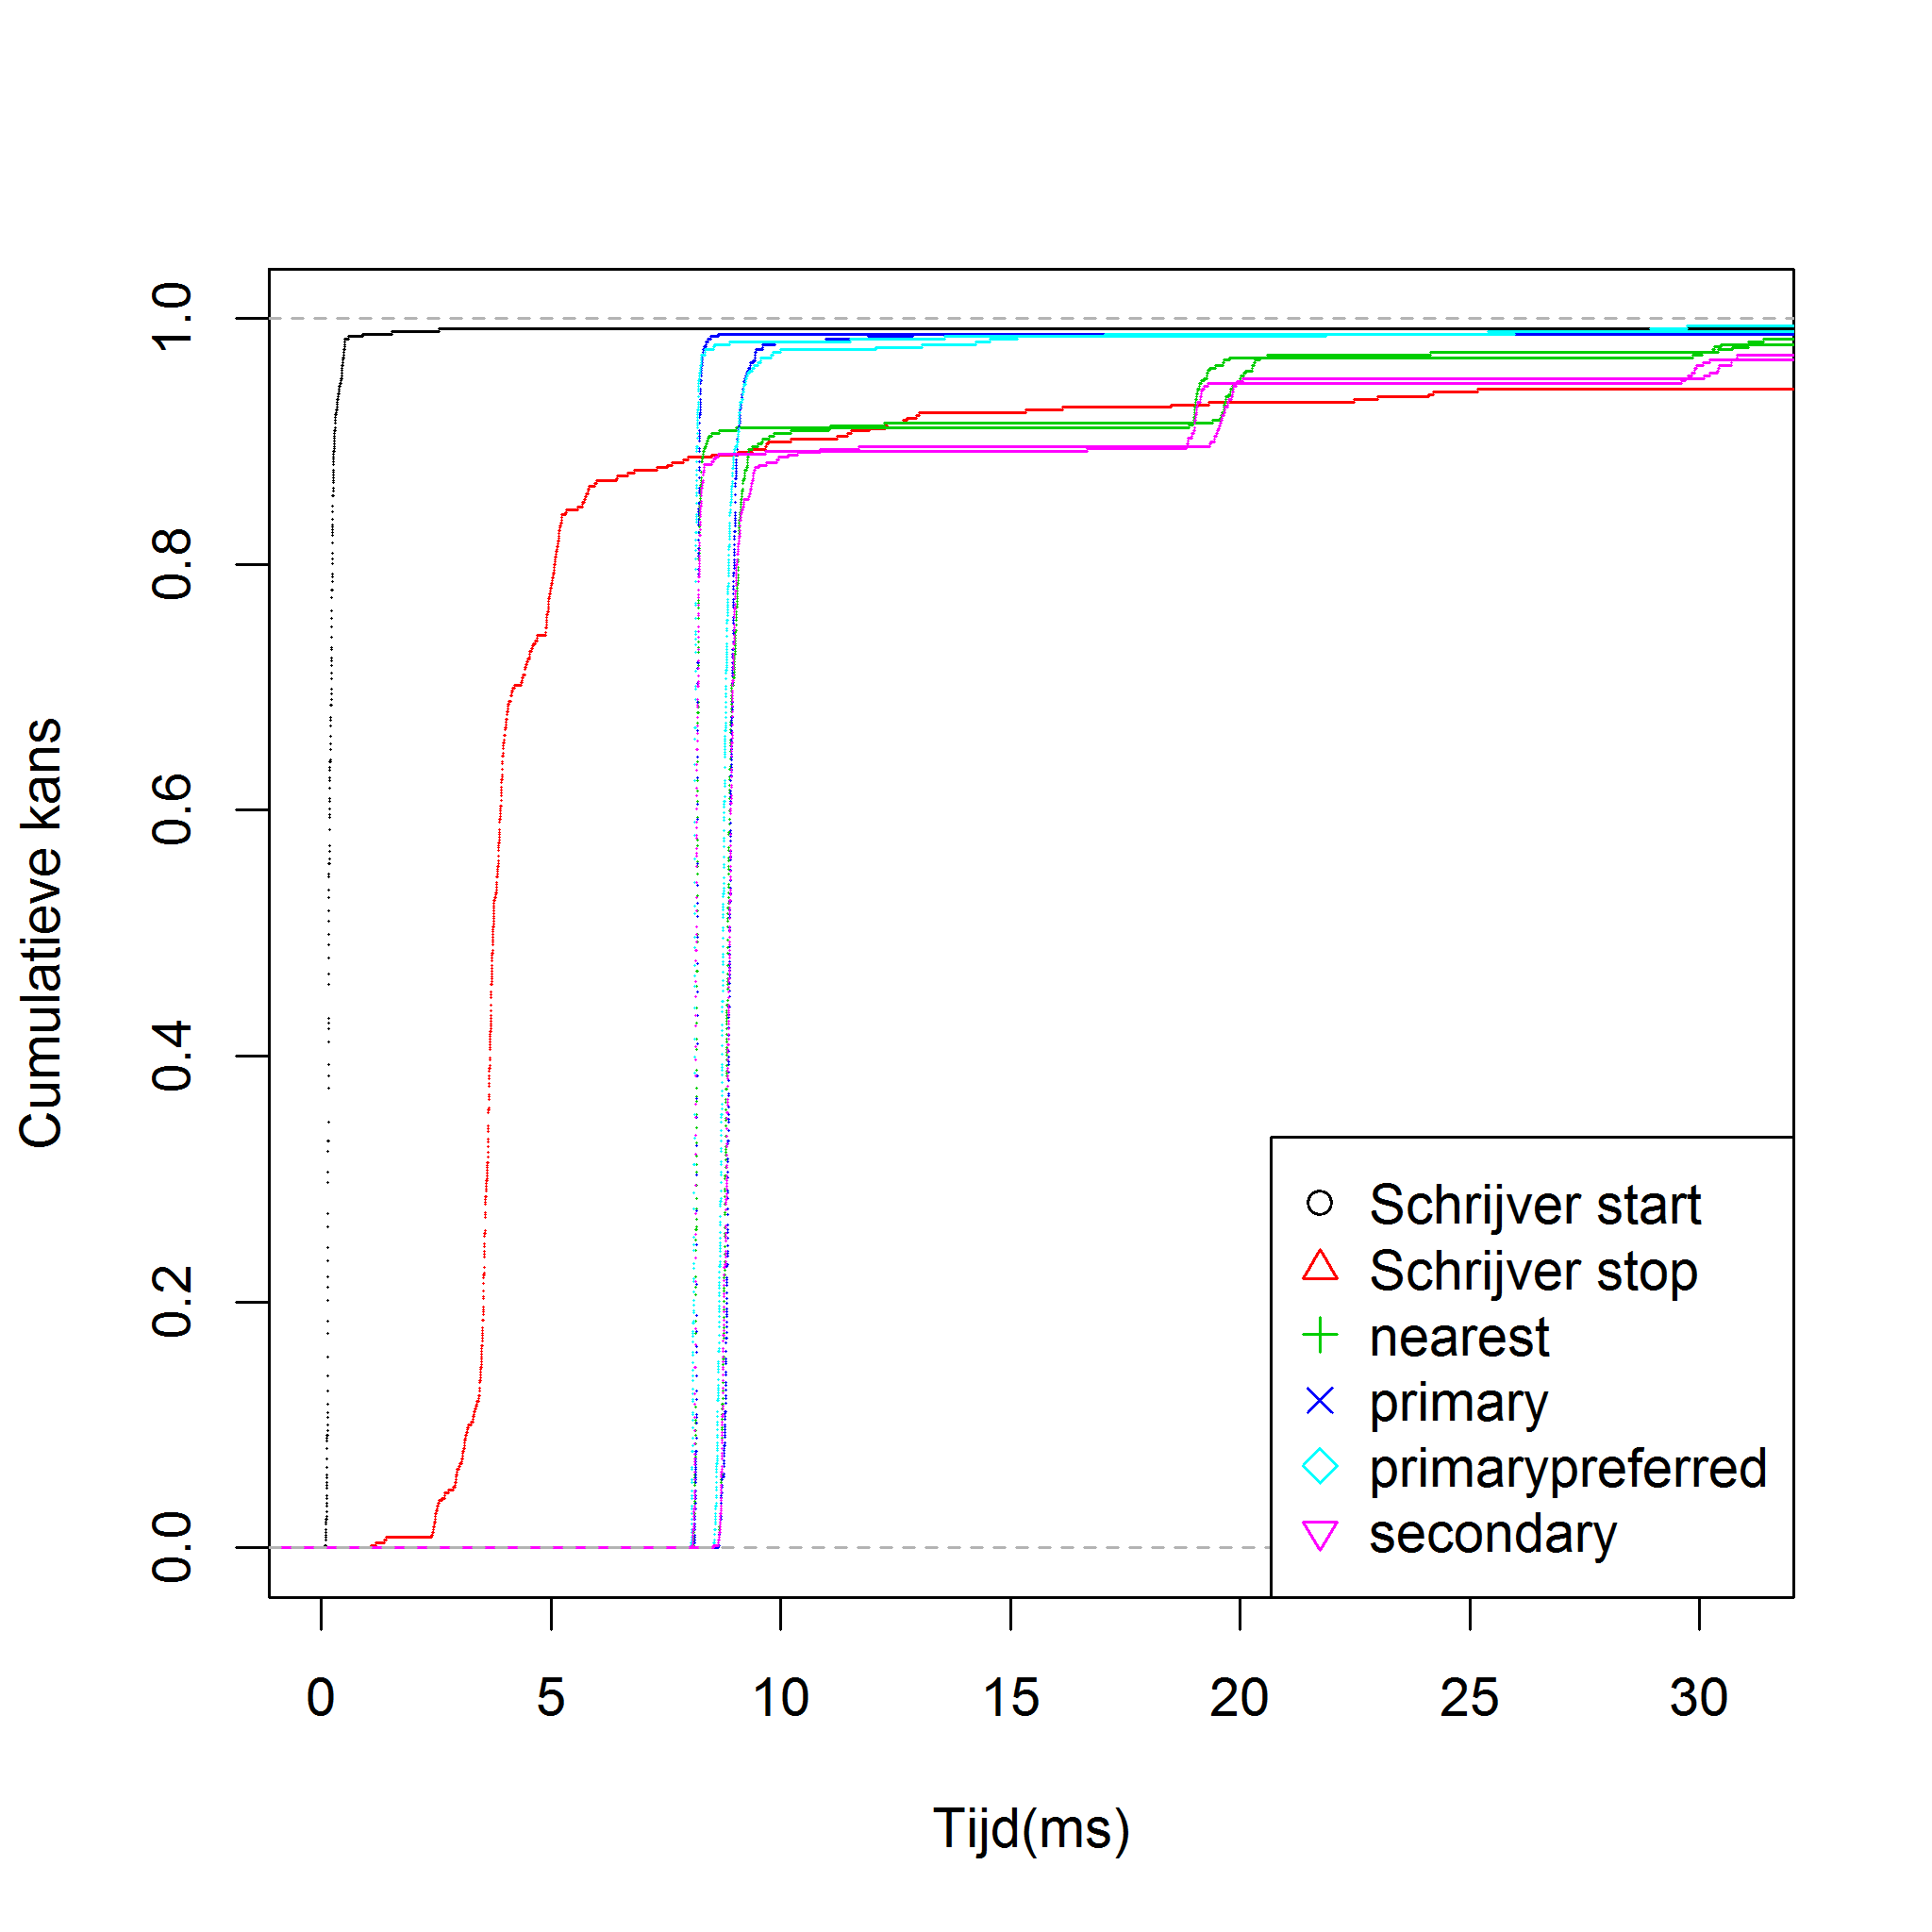 Cumulatieve kans
1.0
0.8
0.6
0.4
0.2
0.0
Schrijver start
Schrijver stop
nearest
primary
primarypreferred
secondary
0 5 10 15 20 25 30
Tijd(ms)